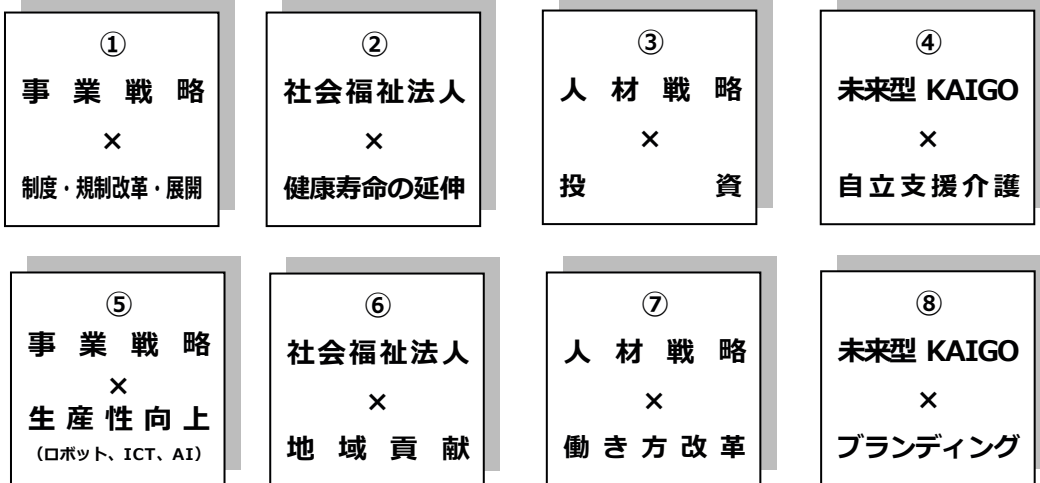 ①
事業戦略
×
制度・規制改革・展開
②
社会福祉法人
×
健康寿命の延伸
③
人材戦略
×
投資
④
未来型 KAIGO
×
自立支援介護
⑤
事業戦略
×
生産性向上
（ロボット、ICT、AI）
⑥
社会福祉法人
×
地域貢献
⑦
人材戦略
×
働き方改革
⑧
未来型 KAIGO
×
ブランディング